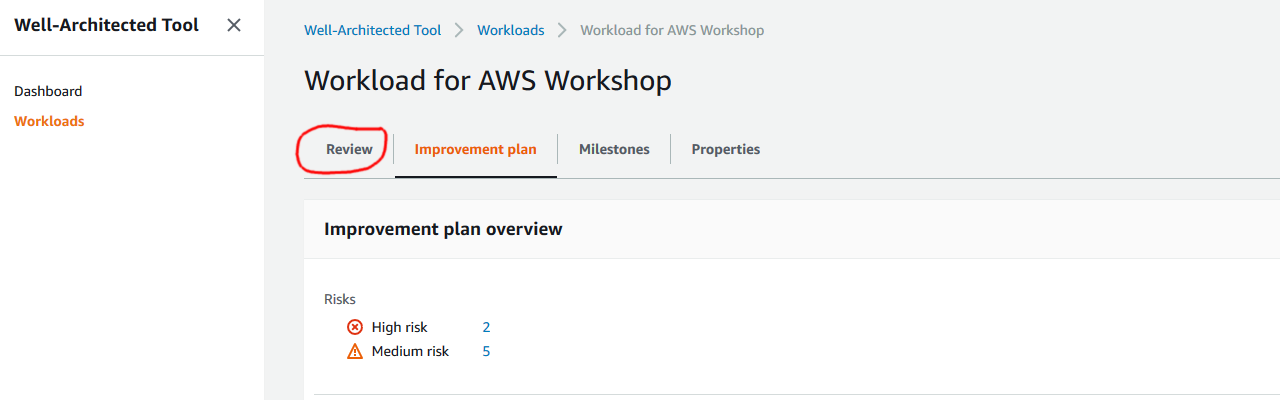 Well-Architected Tool
Dashboard
Workloads
Well-Architected Tool Workloads Workload for AWS Workshop
Workload for AWS Workshop
Review Improvement plan Milestones Properties
Improvement plan overview
Risks
High risk 2
Medium risk 5